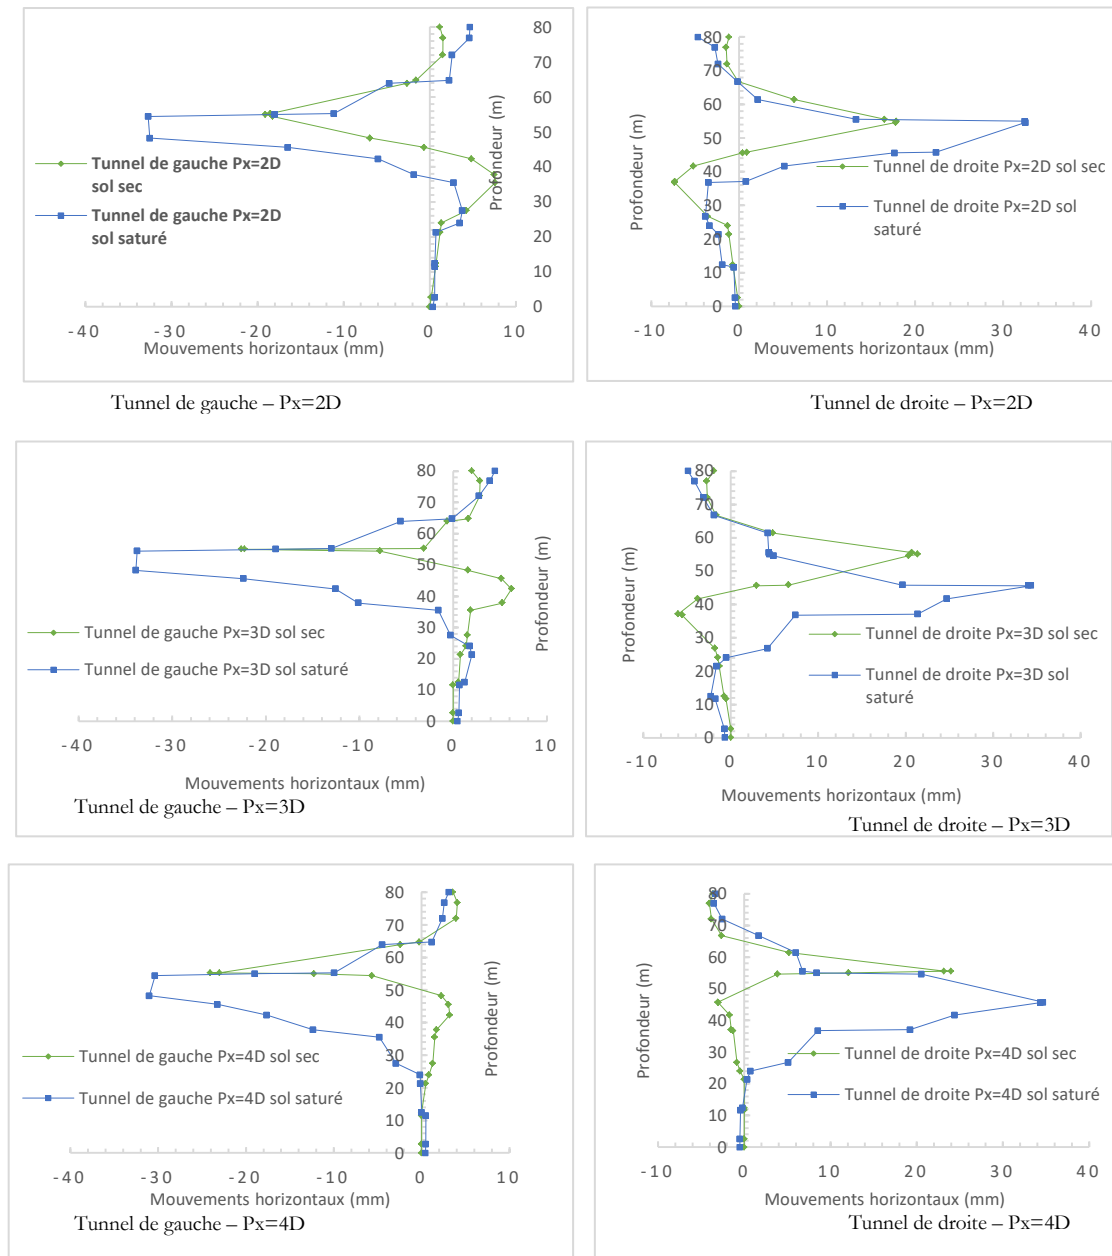 80
70
60
50
40
30
20
10
0
Profondeur (m)
Tunnel de gauche Px=2D
sol sec
Tunnel de gauche Px=2D
sol saturé
-40 -30 -20 -10 0 10
Mouvements horizontaux (mm)
80
70
60
50
40
30
20
10
0
Profondeur (m)
Tunnel de droite Px=2D sol sec
Tunnel de droite Px=2D sol
saturé
-10 0 10 20 30 40
Mouvements horizontaux (mm)
Tunnel de gauche – Px=2D
Tunnel de droite – Px=2D
80
70
60
50
40
30
20
10
0
Profondeur (m)
Tunnel de gauche Px=3D sol sec
Tunnel de gauche Px=3D sol saturé
-40 -30 -20 -10 0 10
Mouvements horizontaux (mm)
Tunnel de gauche – Px=3D
80
70
60
50
40
30
20
10
0
Profondeur (m)
Tunnel de droite Px=3D sol sec
Tunnel de droite Px=3D sol
saturé
-10 0 10 20 30 40
Mouvements horizontaux (mm)
Tunnel de droite – Px=3D
80
70
60
50
40
30
20
10
0
Profondeur (m)
Tunnel de gauche Px=4D sol sec
Tunnel de gauche Px=4D sol saturé
-40 -30 -20 -10 0 10
Mouvements horizontaux (mm)
Tunnel de gauche – Px=4D
80
70
60
50
40
30
20
10
0
Profondeur (m)
Tunnel de droite Px=4D sol sec
Tunnel de droite Px=4D sol saturé
-10 0 10 20 30 40
Mouvements horizontaux (mm)
Tunnel de droite – Px=4D